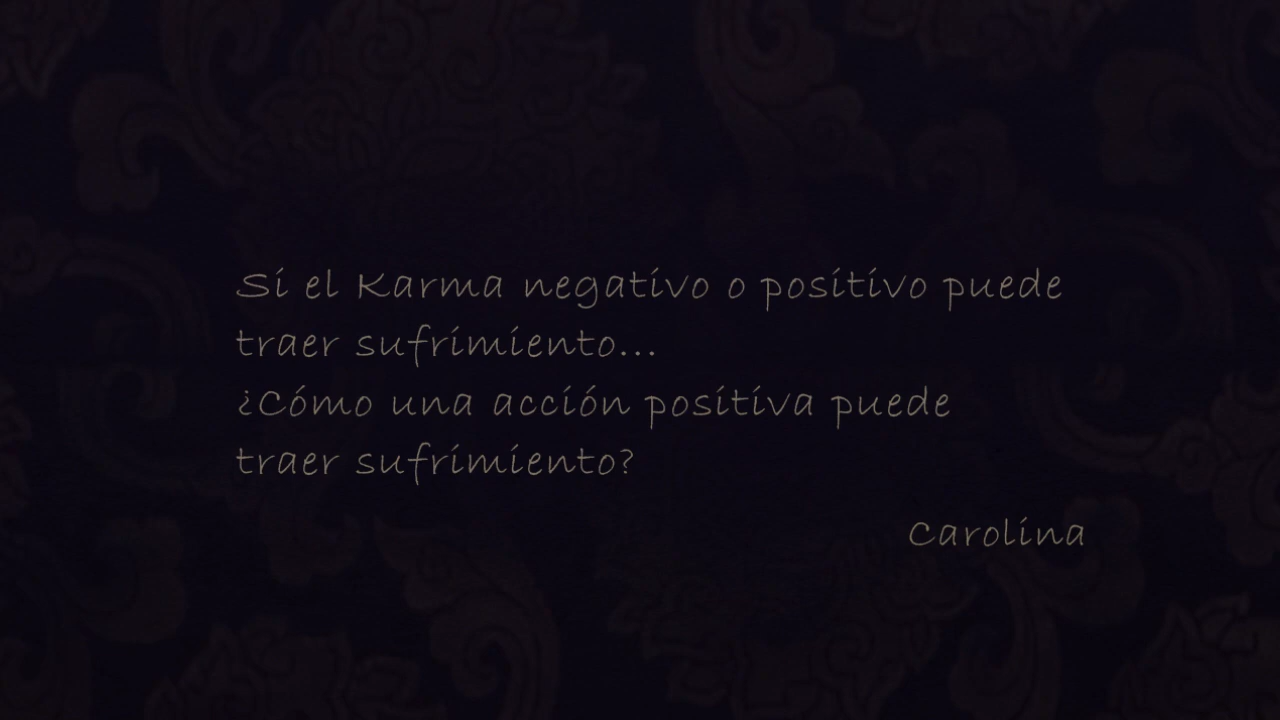 Si el Karma negativo o positivo puede
traer sufrimiento...
¿Cómo una acción positiva puede
traer sufrimiento?
Carolina